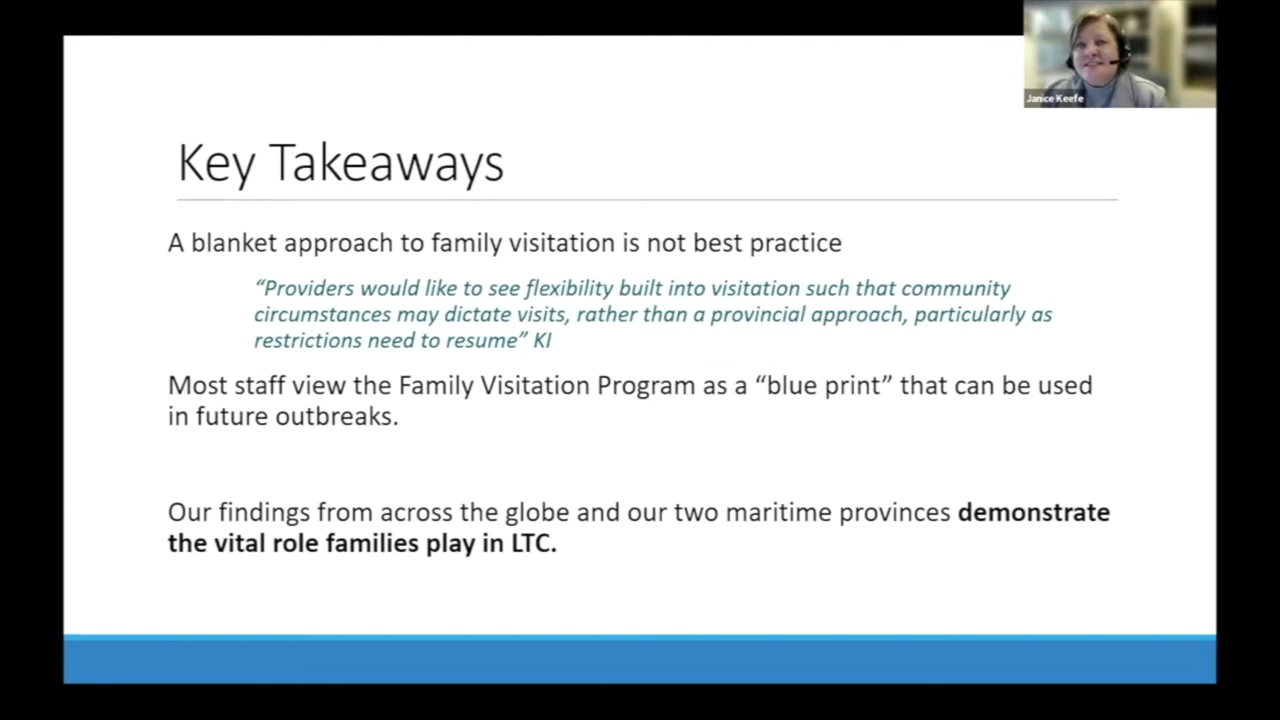 Janice Keefe
Key Takeaways
A blanket approach to family visitation is not best practice
“Providers would like to see flexibility built into visitation such that community
circumstances may dictate visits, rather than a provincial approach, particularly as
restrictions need to resume” KI
Most staff view the Family Visitation Program as a “blue print” that can be used
in future outbreaks.
Our findings from across the globe and our two maritime provinces demonstrate
the vital role families play in LTC.